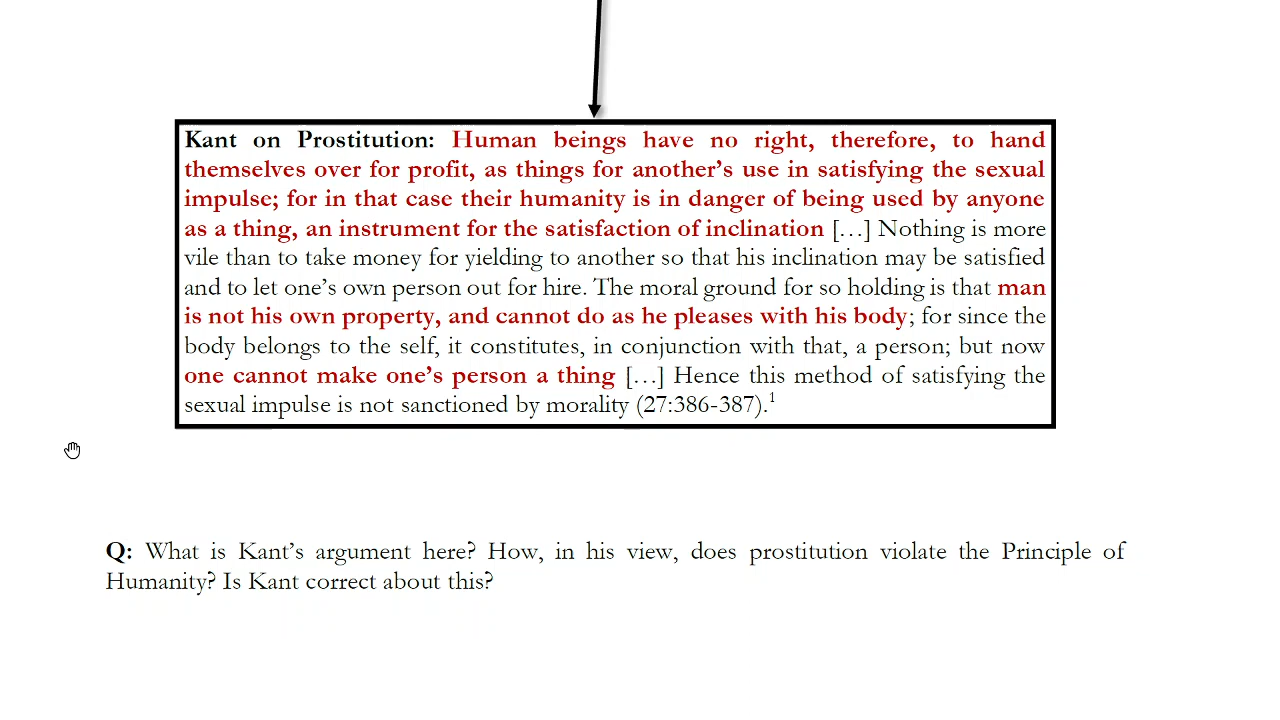 Kant on Prostitution: Human beings have no right, therefore, to hand
themselves over for profit, as things for another’s use in satisfying the sexual
impulse; for in that case their humanity is in danger of being used by anyone
as a thing, an instrument for the satisfaction of inclination […] Nothing is more
vile than to take money for yielding to another so that his inclination may be satisfied
and to let one’s own person out for hire. The moral ground for so holding is that man
is not his own property, and cannot do as he pleases with his body; for since the
body belongs to the self, it constitutes, in conjunction with that, a person; but now
one cannot make one’s person a thing […] Hence this method of satisfying the
sexual impulse is not sanctioned by morality (27:386-387).¹
Q: What is Kant’s argument here? How, in his view, does prostitution violate the Principle of
Humanity? Is Kant correct about this?